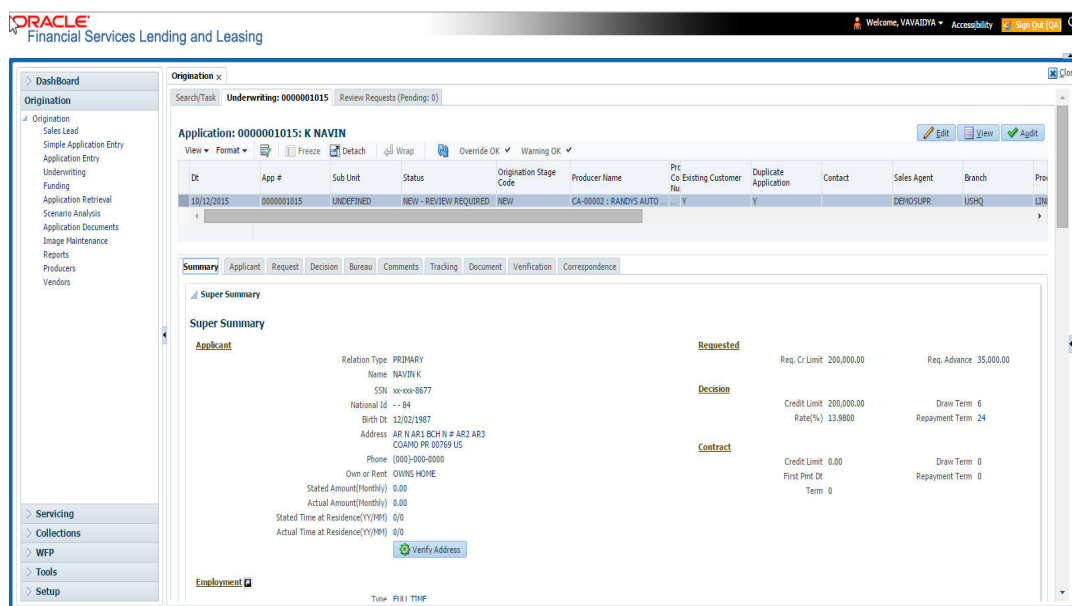 ORACLE'
Financial Services Lending and Leasing
Welcome, VAVAIDYA Accessibility Sign Out [QA]
Clos
DashBoard
Origination
Origination
Sales Lead
Simple Application Entry
Application Entry
Underwriting
Funding
Application Retrieval
Scenario Analysis
Application Documents
Image Maintenance
Reports
Producers
Vendors
Servicing
Collections
WFP
Tools
Setup
Origination x
Search/Task Underwriting: 0000001015 Review Requests (Pending: 0)
Application: 0000001015: K NAVIN
Edit View Audit
View Format Freeze Detach Wrap Override OK Warning OK
Dt App # Sub Unit Status Origination Stage Code Producer Name Prc Co Nu Existing Customer Duplicate Application Contact Sales Agent Branch Pro
10/12/2015 0000001015 UNDEFINED NEW - REVIEW REQUIRED NEW CA-00002 : RANDYS AUTO ... ... Y Y DEMOSUPR USHQ LIN
Summary Applicant Request Decision Bureau Comments Tracking Document Verification Correspondence
Super Summary
Super Summary
Applicant
Relation Type PRIMARY
Name NAVIN K
SSN xx-xxx-8677
National Id - - 84
Birth Dt 12/02/1987
Address AR N AR1 BCH N # AR2 AR3
COAMO PR 00769 US
Phone (000)-000-0000
Own or Rent OWNS HOME
Stated Amount(Monthly) 0.00
Actual Amount(Monthly) 0.00
Stated Time at Residence(YY/MM) 0/0
Actual Time at Residence(YY/MM) 0/0
Verify Address
Employment
Type FULL TIME
Requested
Req. Cr Limit 200,000.00 Req. Advance 35,000.00
Decision
Credit Limit 200,000.00 Draw Term 6
Rate(%) 13.9800 Repayment Term 24
Contract
Credit Limit 0.00 Draw Term 0
First Pmt Dt Repayment Term 0
Term 0